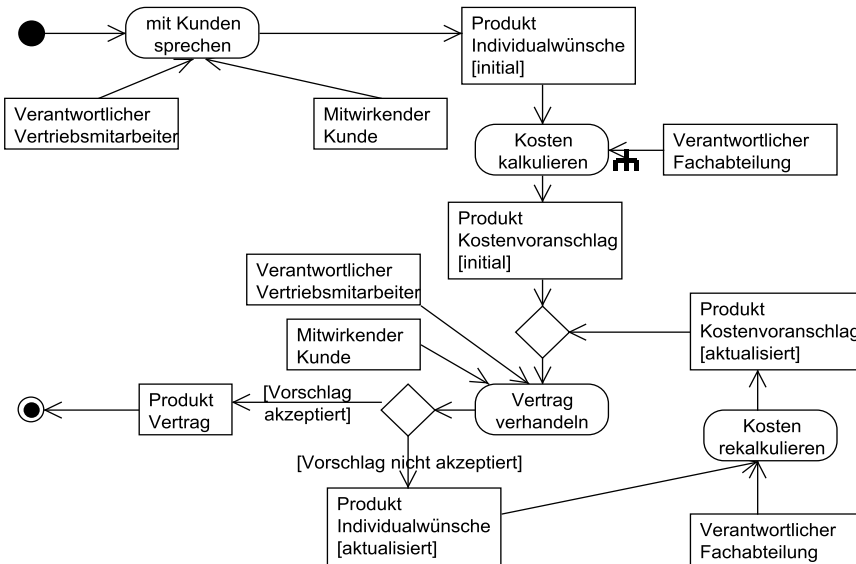 mit Kunden
sprechen
Produkt
Individualwünsche
[initial]
Verantwortlicher
Vertriebsmitarbeiter
Mitwirkender
Kunde
Kosten
kalkulieren
Verantwortlicher
Fachabteilung
Produkt
Kostenvoranschlag
[initial]
Verantwortlicher
Vertriebsmitarbeiter
Mitwirkender
Kunde
Produkt
Kostenvoranschlag
[aktualisiert]
Produkt
Vertrag
[Vorschlag
akzeptiert]
Vertrag
verhandeln
Kosten
rekalkulieren
[Vorschlag nicht akzeptiert]
Produkt
Individualwünsche
[aktualisiert]
Verantwortlicher
Fachabteilung